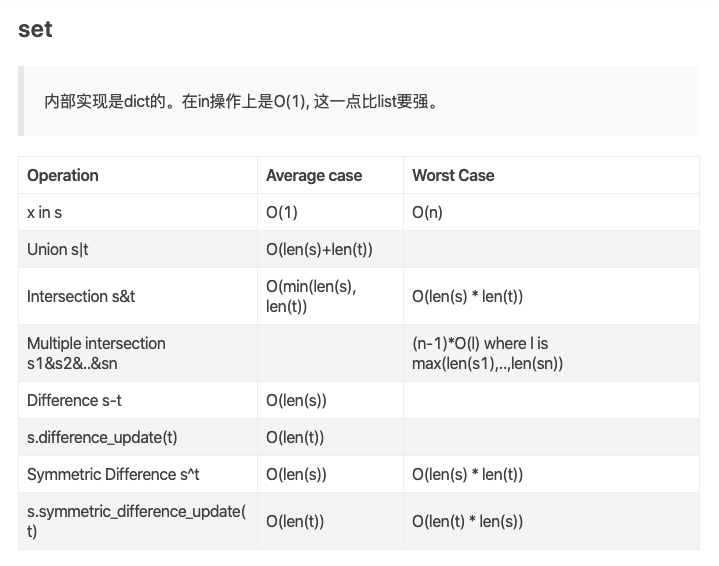 set
内部实现是dict的。在in操作上是O(1), 这一点比list要强。
Operation Average case Worst Case
x in s O(1) O(n)
Union s|t O(len(s)+len(t))
Intersection s&t O(min(len(s), len(t)) O(len(s) * len(t))
Multiple intersection s1&s2&..&sn (n-1)*O(l) where l is max(len(s1),..,len(sn))
Difference s-t O(len(s))
s.difference_update(t) O(len(t))
Symmetric Difference s^t O(len(s)) O(len(s) * len(t))
s.symmetric_difference_update(t) O(len(t)) O(len(t) * len(s))